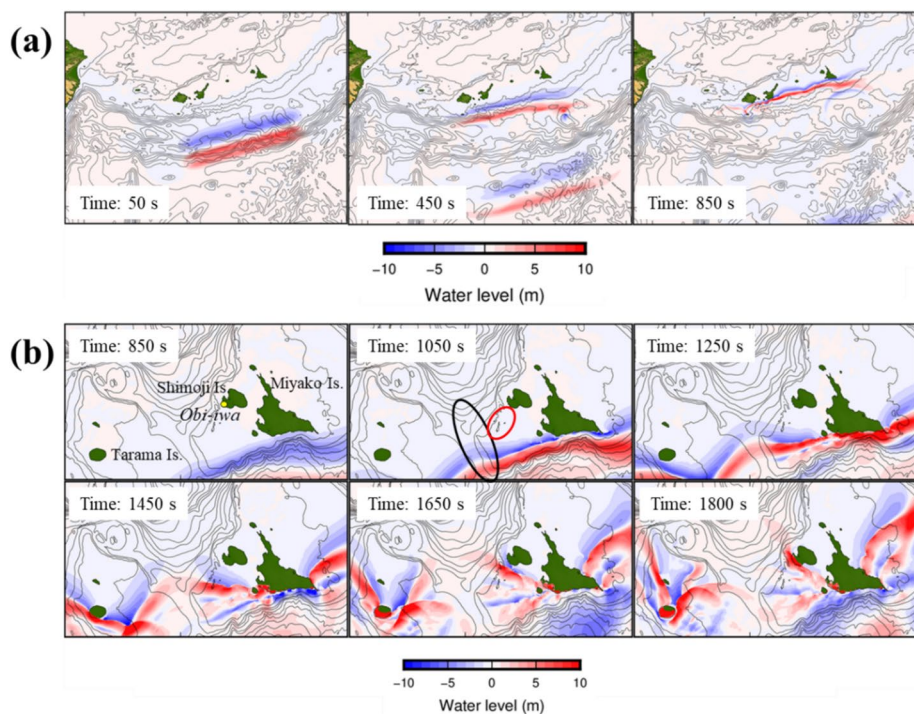 (a)
Time: 50 s
Time: 450 s
Time: 850 s
−10 −5 0 5 10
Water level (m)
(b)
Time: 850 s
Time: 1050 s
Time: 1250 s
Shimoji Is.
Miyako Is.
Obi-iwa
Tarama Is.
Time: 1450 s
Time: 1650 s
Time: 1800 s
−10 −5 0 5 10
Water level (m)